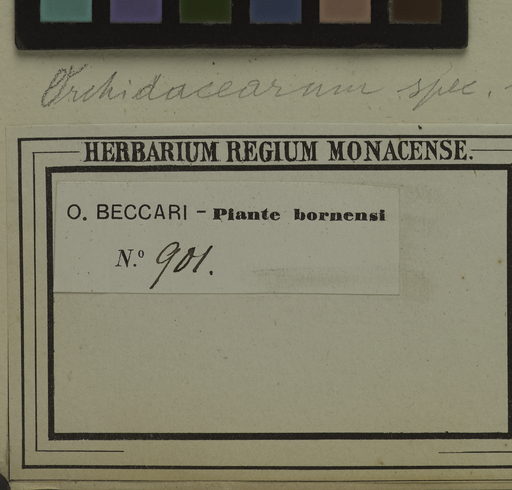 Orchidacearum spec.
HERBARIUM REGIUM MONACENSE.
O. BECCARI – Piante bornensi
N.º 901.